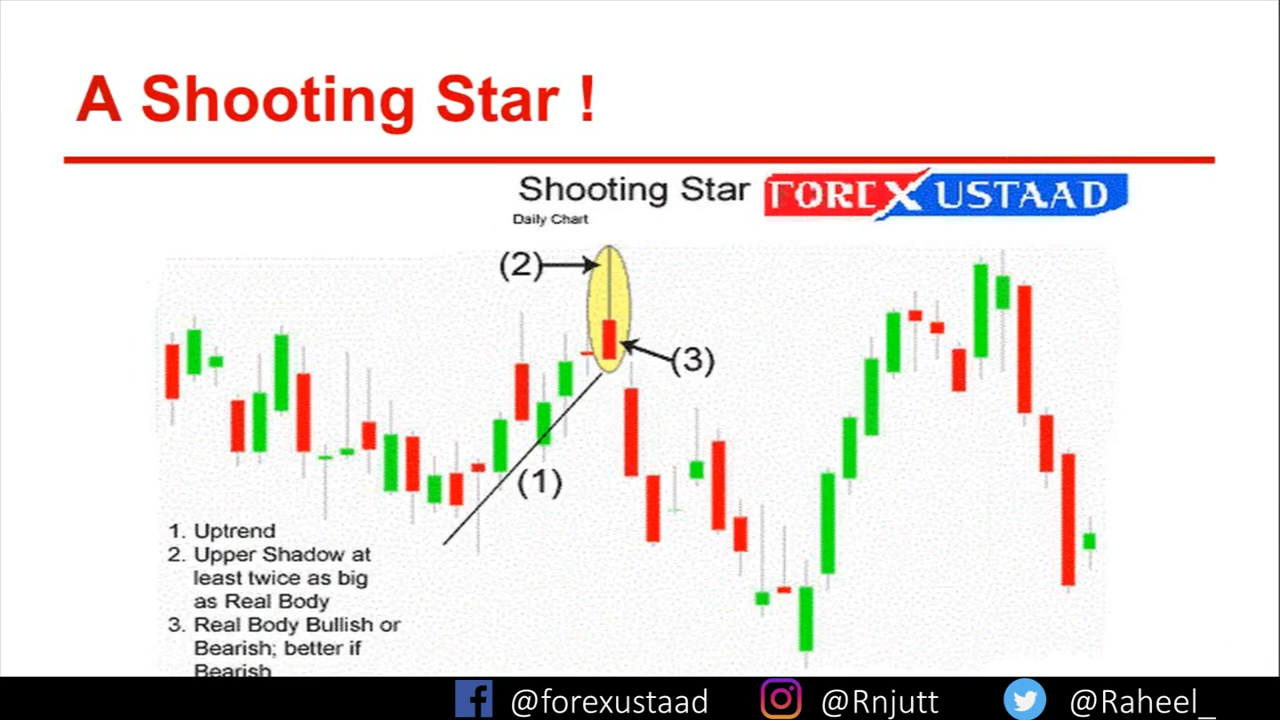 A Shooting Star !
Shooting Star
FOREX USTAAD
Daily Chart
(2)
(3)
(1)
1. Uptrend
2. Upper Shadow at
least twice as big
as Real Body
3. Real Body Bullish or
Bearish; better if
Bearish
@forexustaad
@Rnjutt
@Raheel_